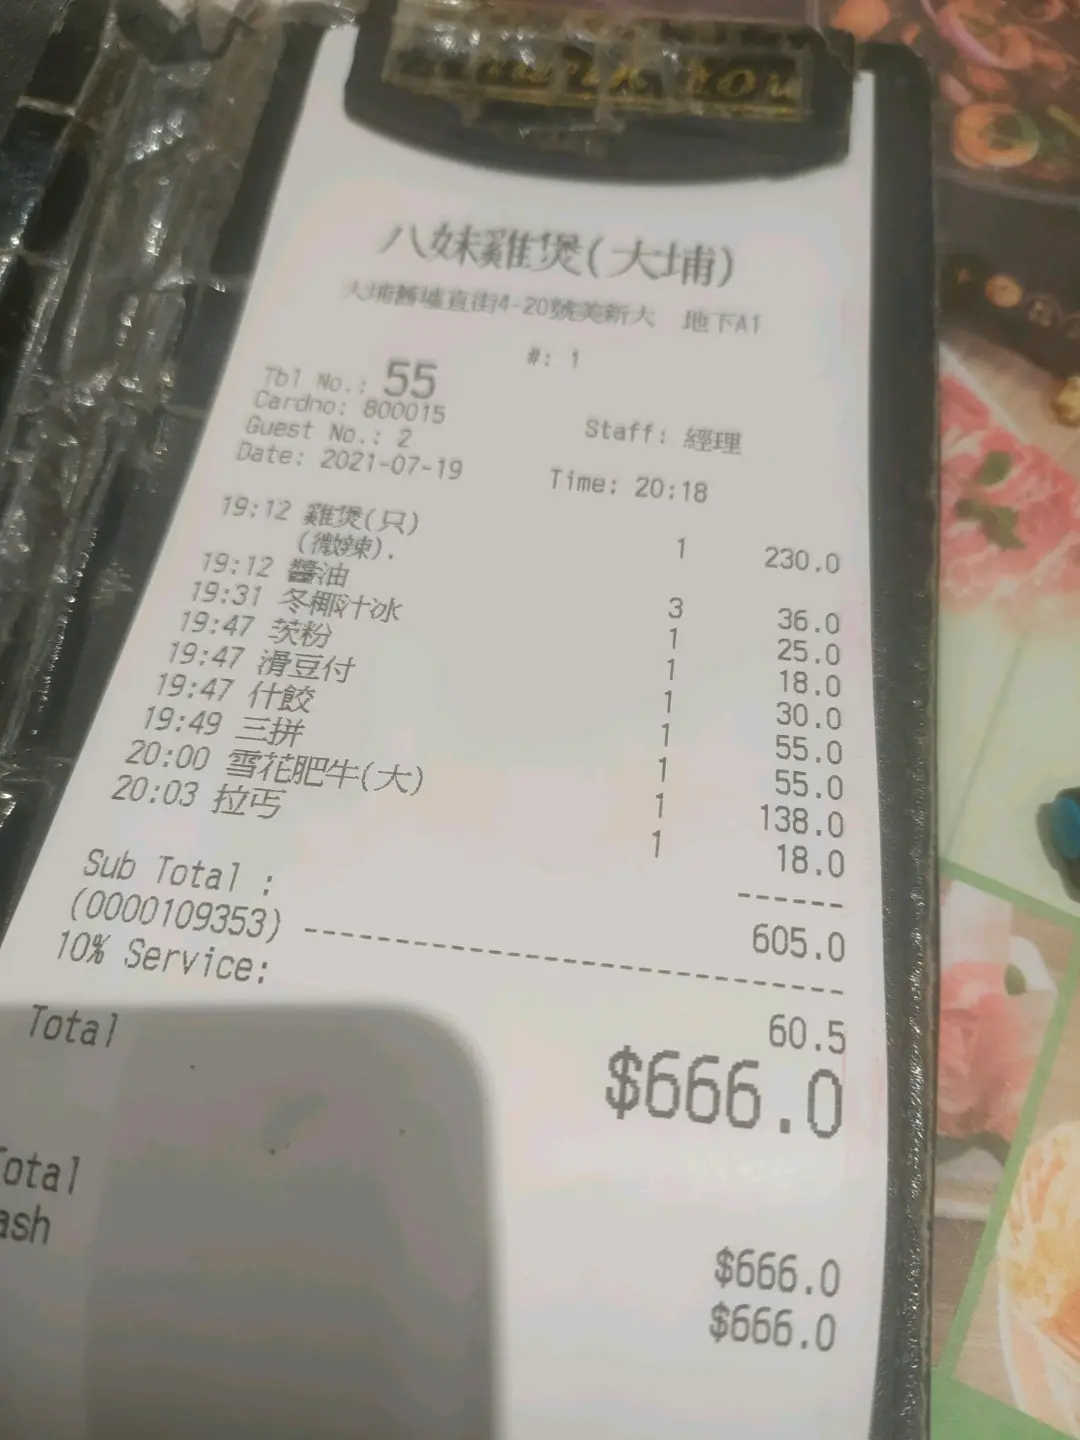 THANK YOU
八妹雞煲(大埔)
大埔舊墟直街4-20號美新大 地下A1
#: 1
Tbl No.: 55
Cardno: 800015
Guest No.: 2 Staff: 經理
Date: 2021-07-19 Time: 20:18
19:12 雞煲(只) 1 230.0
(微辣).
19:12 醬油 3 36.0
19:31 冬椰汁冰 1 25.0
19:47 茨粉 1 18.0
19:47 滑豆付 1 30.0
19:47 什餃 1 55.0
19:49 三拼 1 55.0
20:00 雪花肥牛(大) 1 138.0
20:03 拉丐 1 18.0
Sub Total : 605.0
(0000109353)
10% Service: 60.5
Total $666.0
Total $666.0
ash $666.0